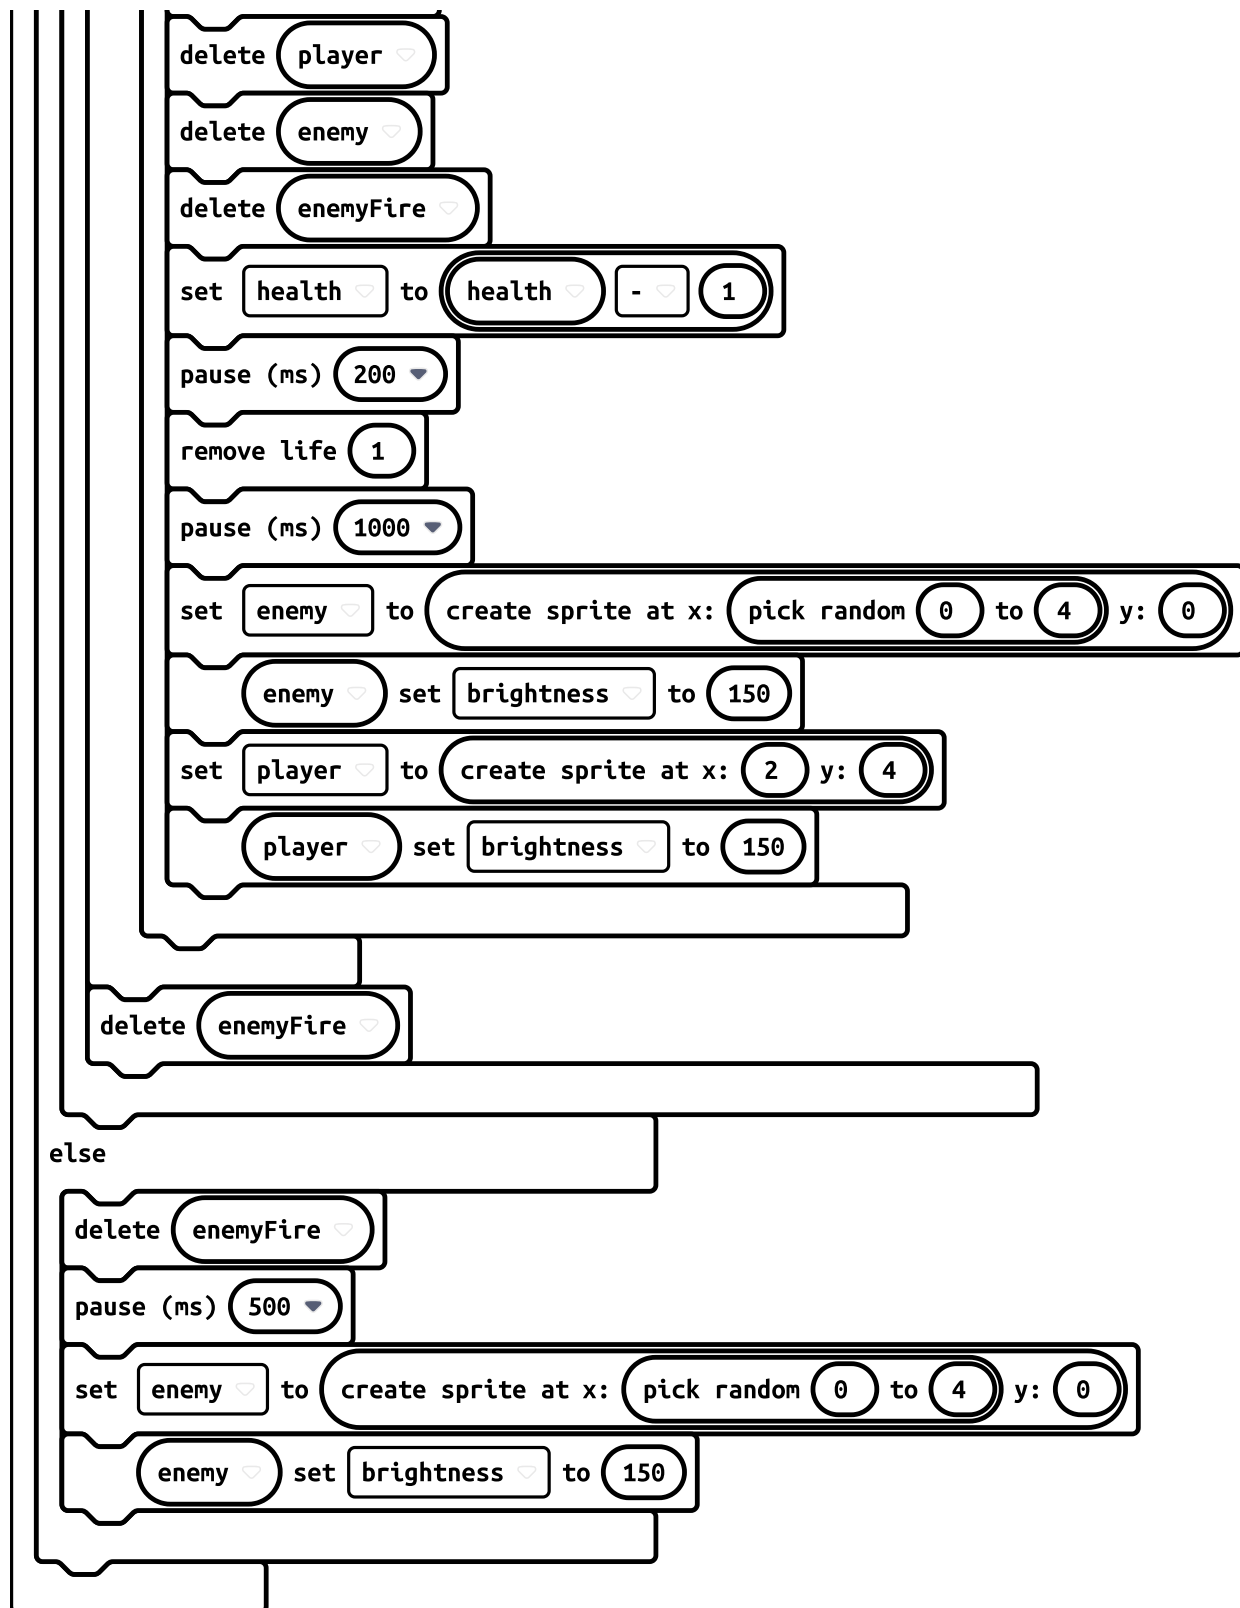 delete player
delete enemy
delete enemyFire
set health to health - 1
pause (ms) 200
remove life 1
pause (ms) 1000
set enemy to create sprite at x: pick random 0 to 4 y: 0
enemy set brightness to 150
set player to create sprite at x: 2 y: 4
player set brightness to 150
delete enemyFire
else
delete enemyFire
pause (ms) 500
set enemy to create sprite at x: pick random 0 to 4 y: 0
enemy set brightness to 150